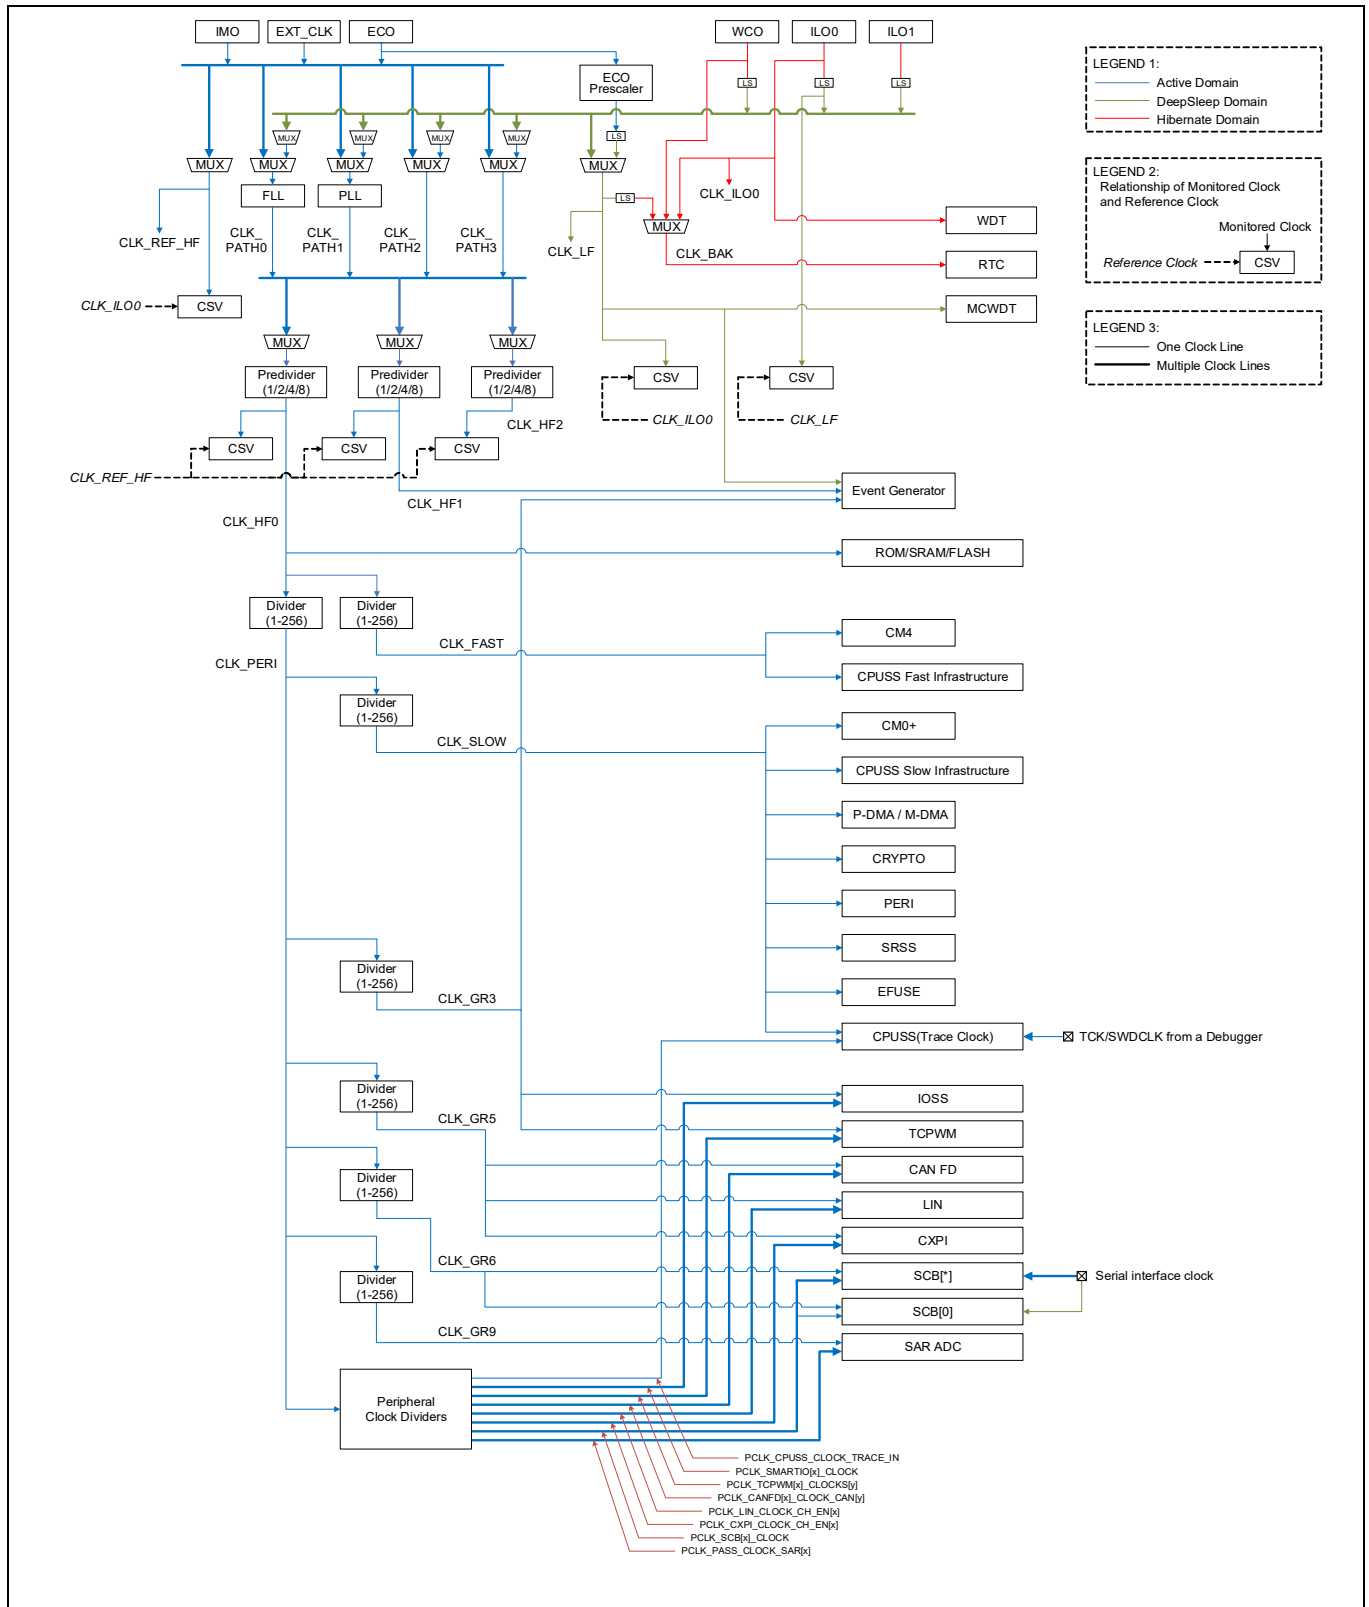 IMO
EXT_CLK
ECO
WCO
ILO0
ILO1
LEGEND 1:
Active Domain
DeepSleep Domain
Hibernate Domain
ECO
Prescaler
LS
LS
LS
LS
MUX
MUX
MUX
MUX
MUX
MUX
MUX
MUX
MUX
MUX
FLL
PLL
LS
MUX
CLK_ILO0
LEGEND 2:
Relationship of Monitored Clock
and Reference Clock
Monitored Clock
Reference Clock
CSV
CLK_REF_HF
CLK_
PATH0
CLK_
PATH1
CLK_
PATH2
CLK_
PATH3
CLK_LF
CLK_BAK
WDT
RTC
MCWDT
CLK_ILO0
CSV
LEGEND 3:
One Clock Line
Multiple Clock Lines
MUX
MUX
MUX
Predivider
(1/2/4/8)
Predivider
(1/2/4/8)
Predivider
(1/2/4/8)
CSV
CSV
CLK_ILO0
CLK_LF
CLK_HF2
CSV
CSV
CSV
CLK_REF_HF
CLK_HF1
CLK_HF0
Event Generator
ROM/SRAM/FLASH
Divider
(1-256)
Divider
(1-256)
CLK_FAST
CM4
CPUSS Fast Infrastructure
CLK_PERI
Divider
(1-256)
CLK_SLOW
CM0+
CPUSS Slow Infrastructure
P-DMA / M-DMA
CRYPTO
PERI
SRSS
EFUSE
CPUSS(Trace Clock)
TCK/SWDCLK from a Debugger
Divider
(1-256)
CLK_GR3
IOSS
TCPWM
CAN FD
LIN
CXPI
SCB[*]
SCB[0]
SAR ADC
Serial interface clock
Divider
(1-256)
CLK_GR5
Divider
(1-256)
CLK_GR6
Divider
(1-256)
CLK_GR9
Peripheral
Clock Dividers
PCLK_CPUSS_CLOCK_TRACE_IN
PCLK_SMARTIO[x]_CLOCK
PCLK_TCPWM[x]_CLOCKS[y]
PCLK_CANFD[x]_CLOCK_CAN[y]
PCLK_LIN_CLOCK_CH_EN[x]
PCLK_CXPI_CLOCK_CH_EN[x]
PCLK_SCB[x]_CLOCK
PCLK_PASS_CLOCK_SAR[x]